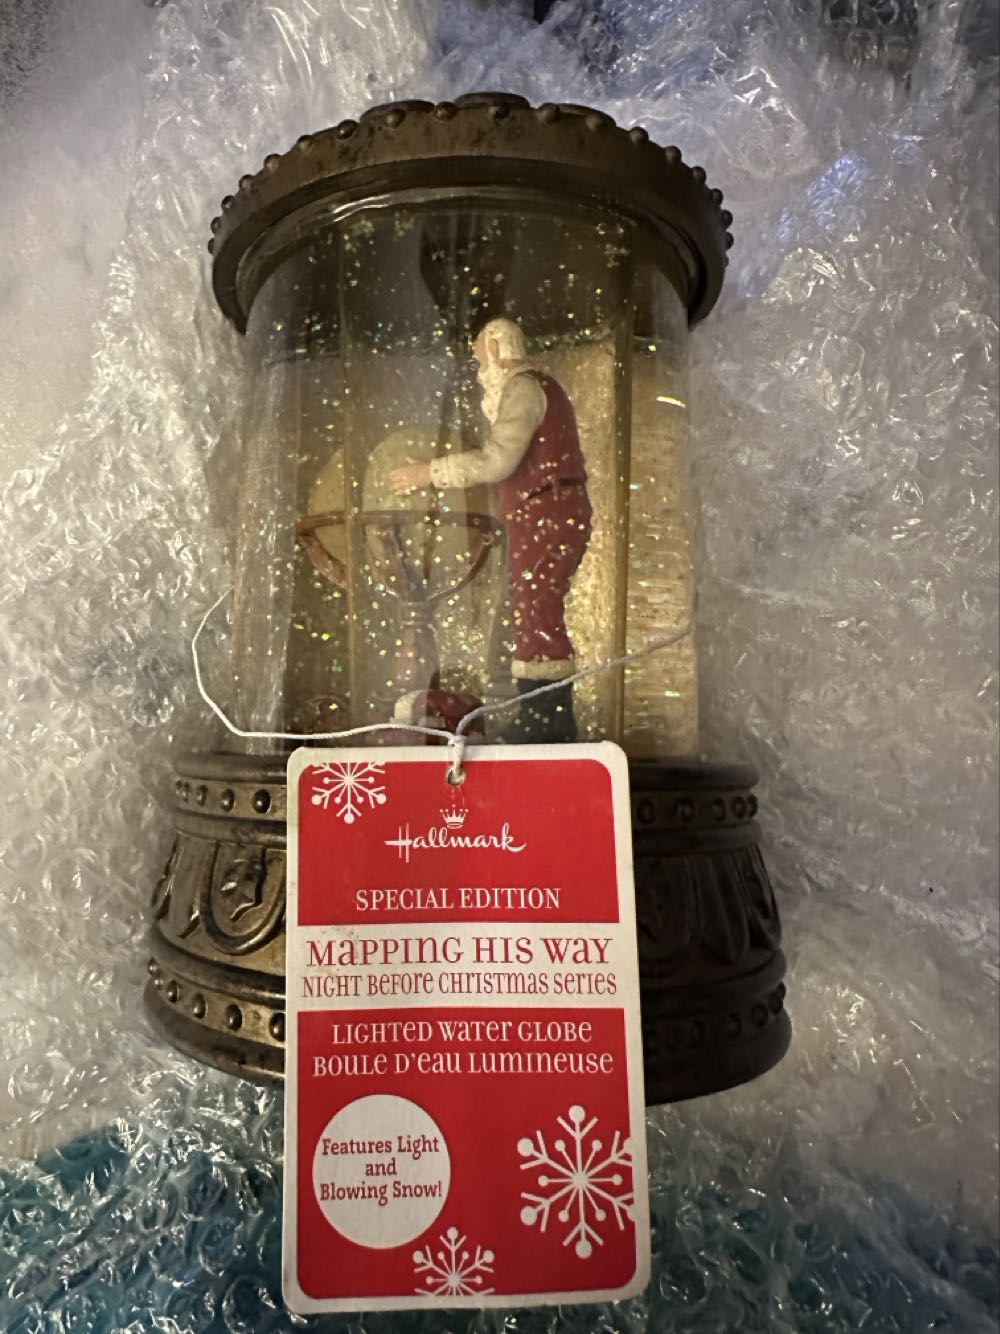 Hallmark
SPECIAL EDITION
MAPPING HIS WAY
NIGHT BEFORE CHRISTMAS SERIES
LIGHTED WATER GLOBE
BOULE D'EAU LUMINEUSE
Features Light
and
Blowing Snow!